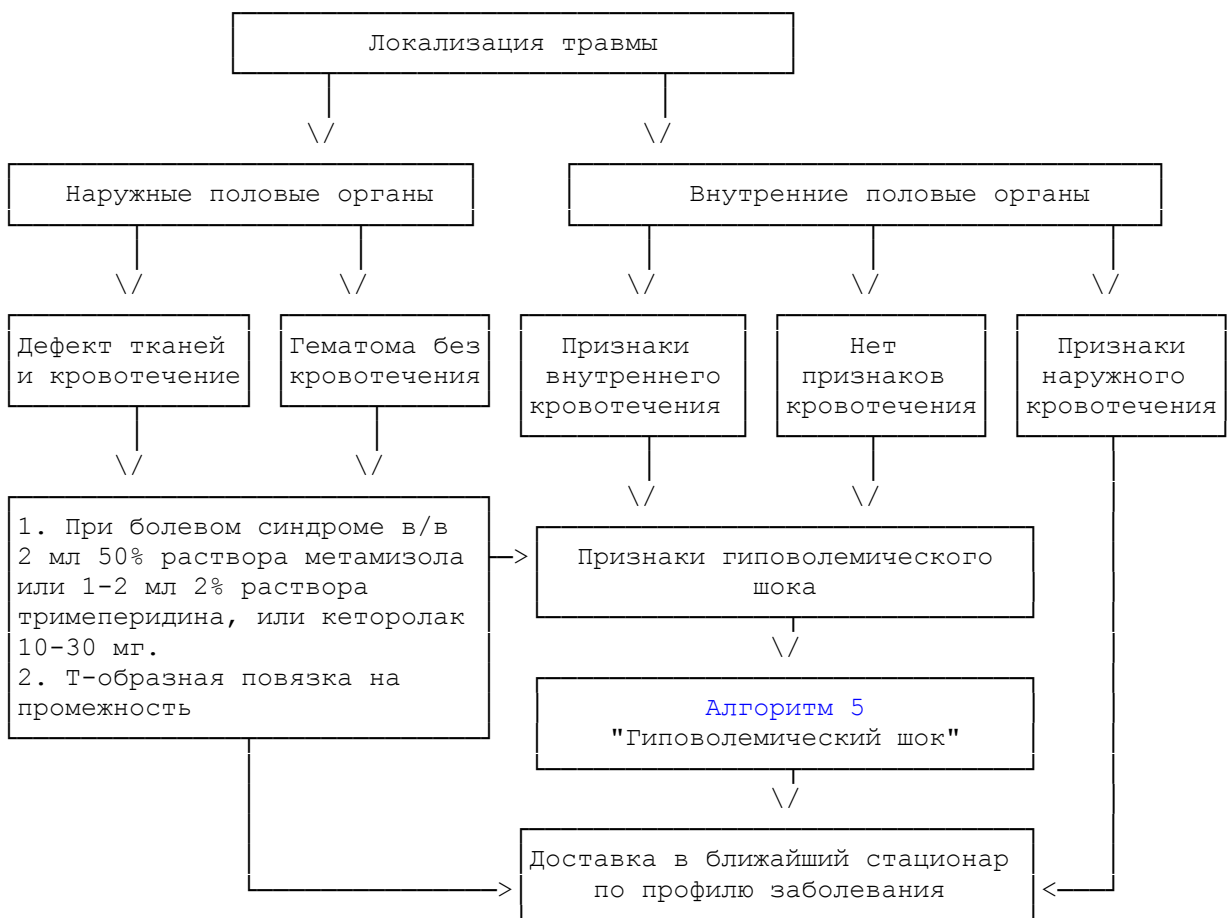 Локализация травмы
Наружные половые органы
Внутренние половые органы
Дефект тканей
и кровотечение
Гематома без
кровотечения
Признаки
внутреннего
кровотечения
Нет
признаков
кровотечения
Признаки
наружного
кровотечения
1. При болевом синдроме в/в
2 мл 50% раствора метамизола
или 1-2 мл 2% раствора
тримеперидина, или кеторолак
10-30 мг.
2. Т-образная повязка на
промежность
Признаки гиповолемического
шока
Алгоритм 5
"Гиповолемический шок"
Доставка в ближайший стационар
по профилю заболевания